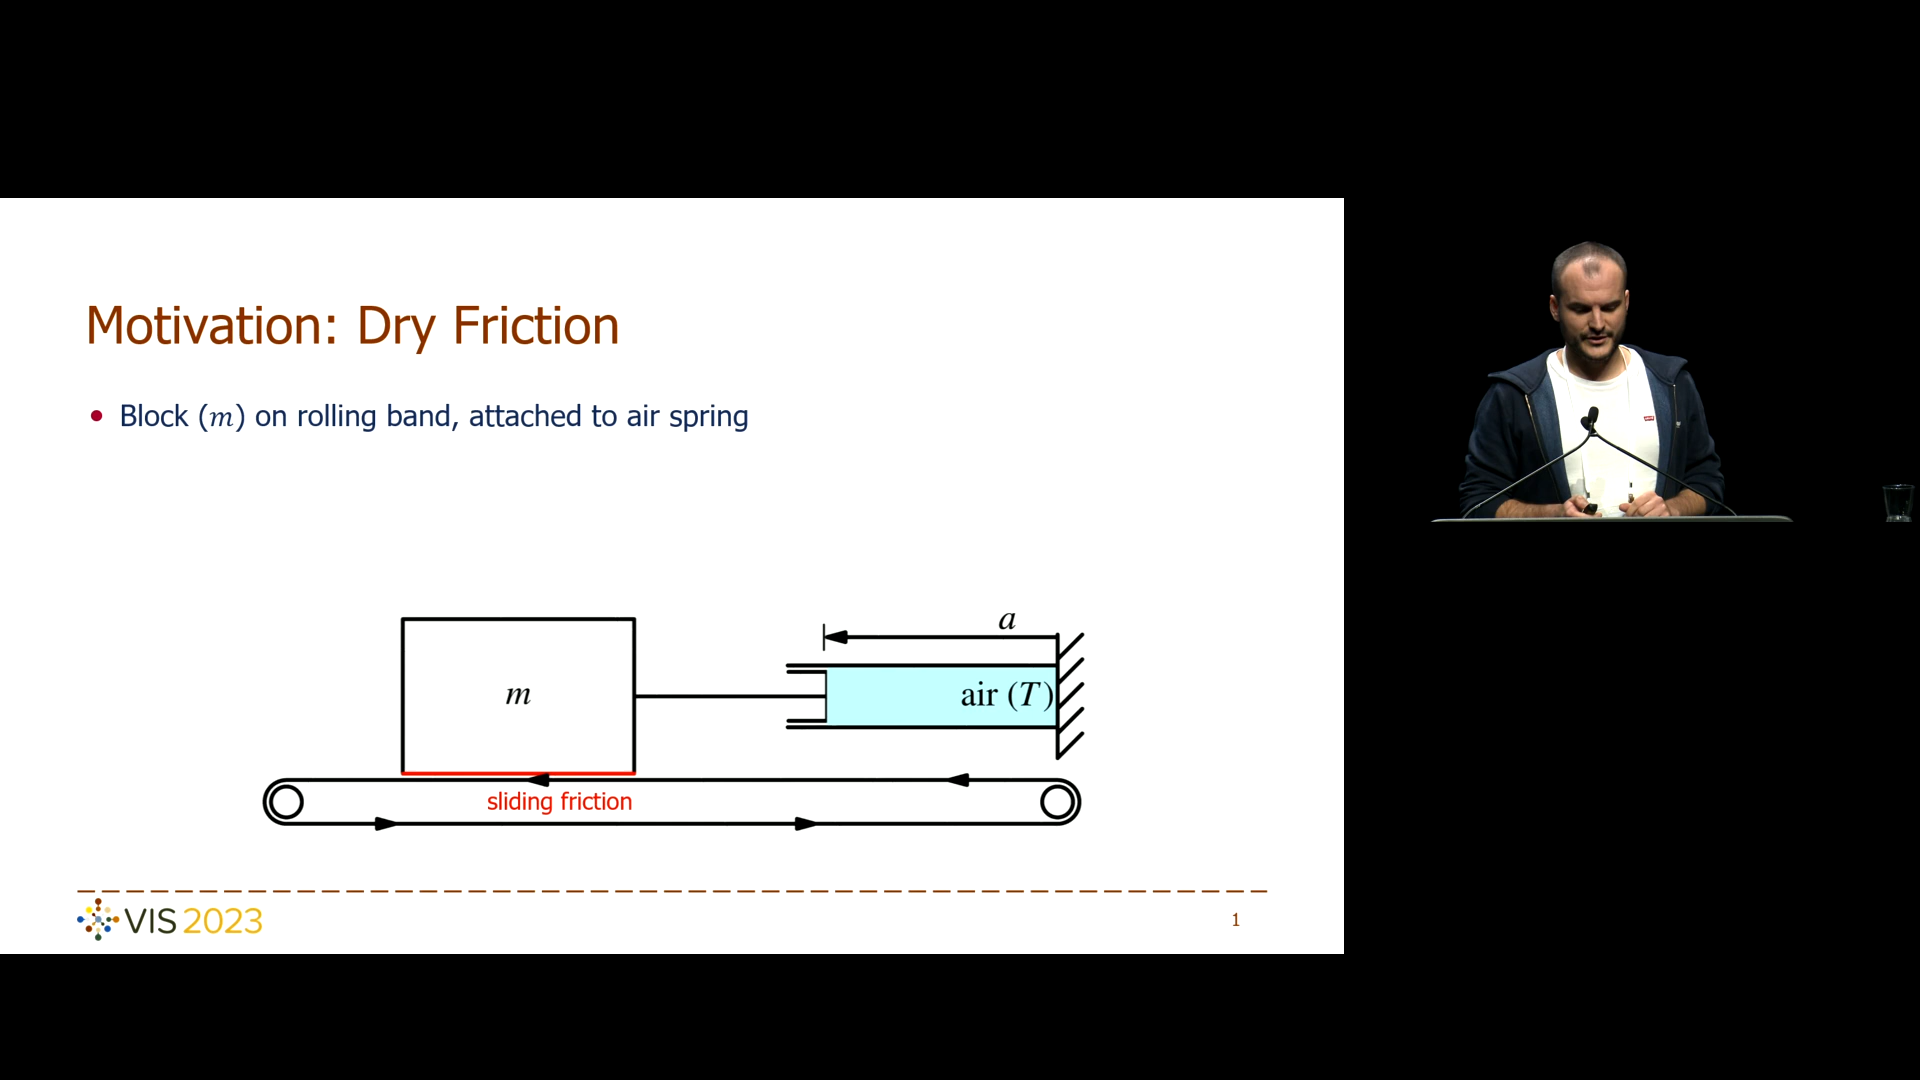 Motivation: Dry Friction
• Block (m) on rolling band, attached to air spring
a
m
air (T)
sliding friction
VIS 2023
1